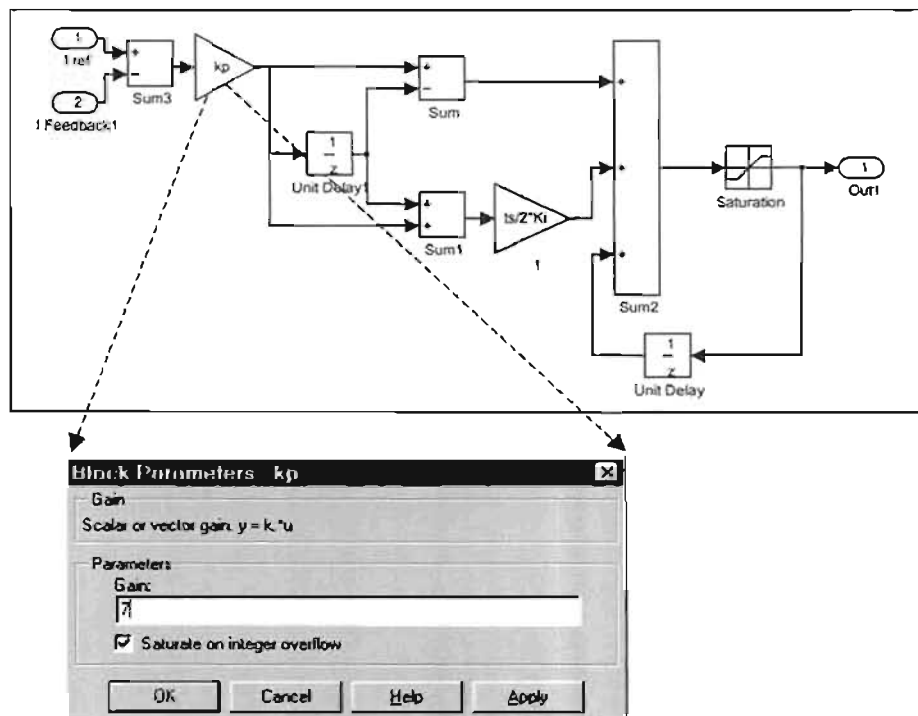 1
I ref
2
I Feedback1
+
−
Sum3
kp
1
z
Unit Delay1
+
−
Sum
+
+
Sum1
ts/2*Ki
1
+
+
+
Sum2
Saturation
1
Out1
1
z
Unit Delay
Block Parameters kp
Gain
Scalar or vector gain. y = k.*u
Parameters
Gain:
7
Saturate on integer overflow
OK Cancel Help Apply